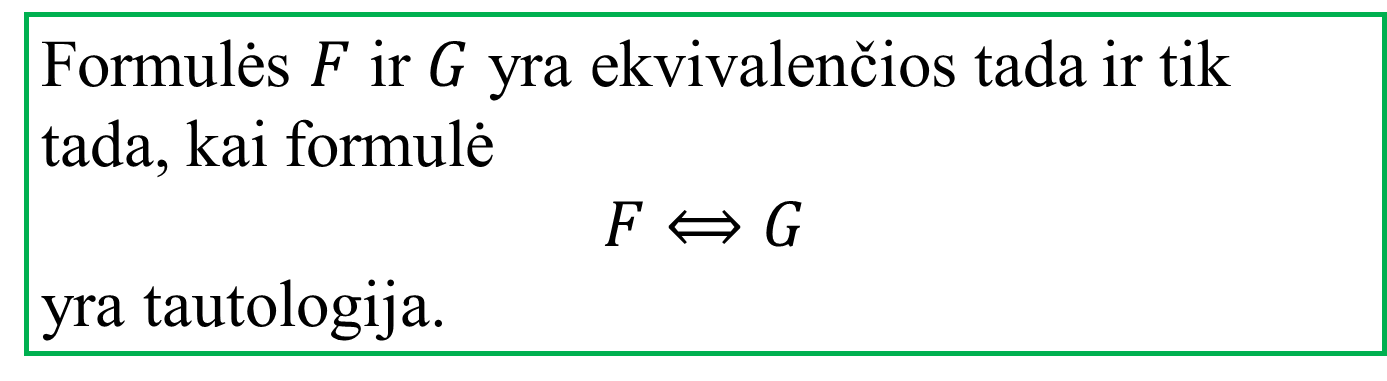 Formulės F ir G yra ekvivalenčios tada ir tik
tada, kai formulė
F ⟺ G
yra tautologija.